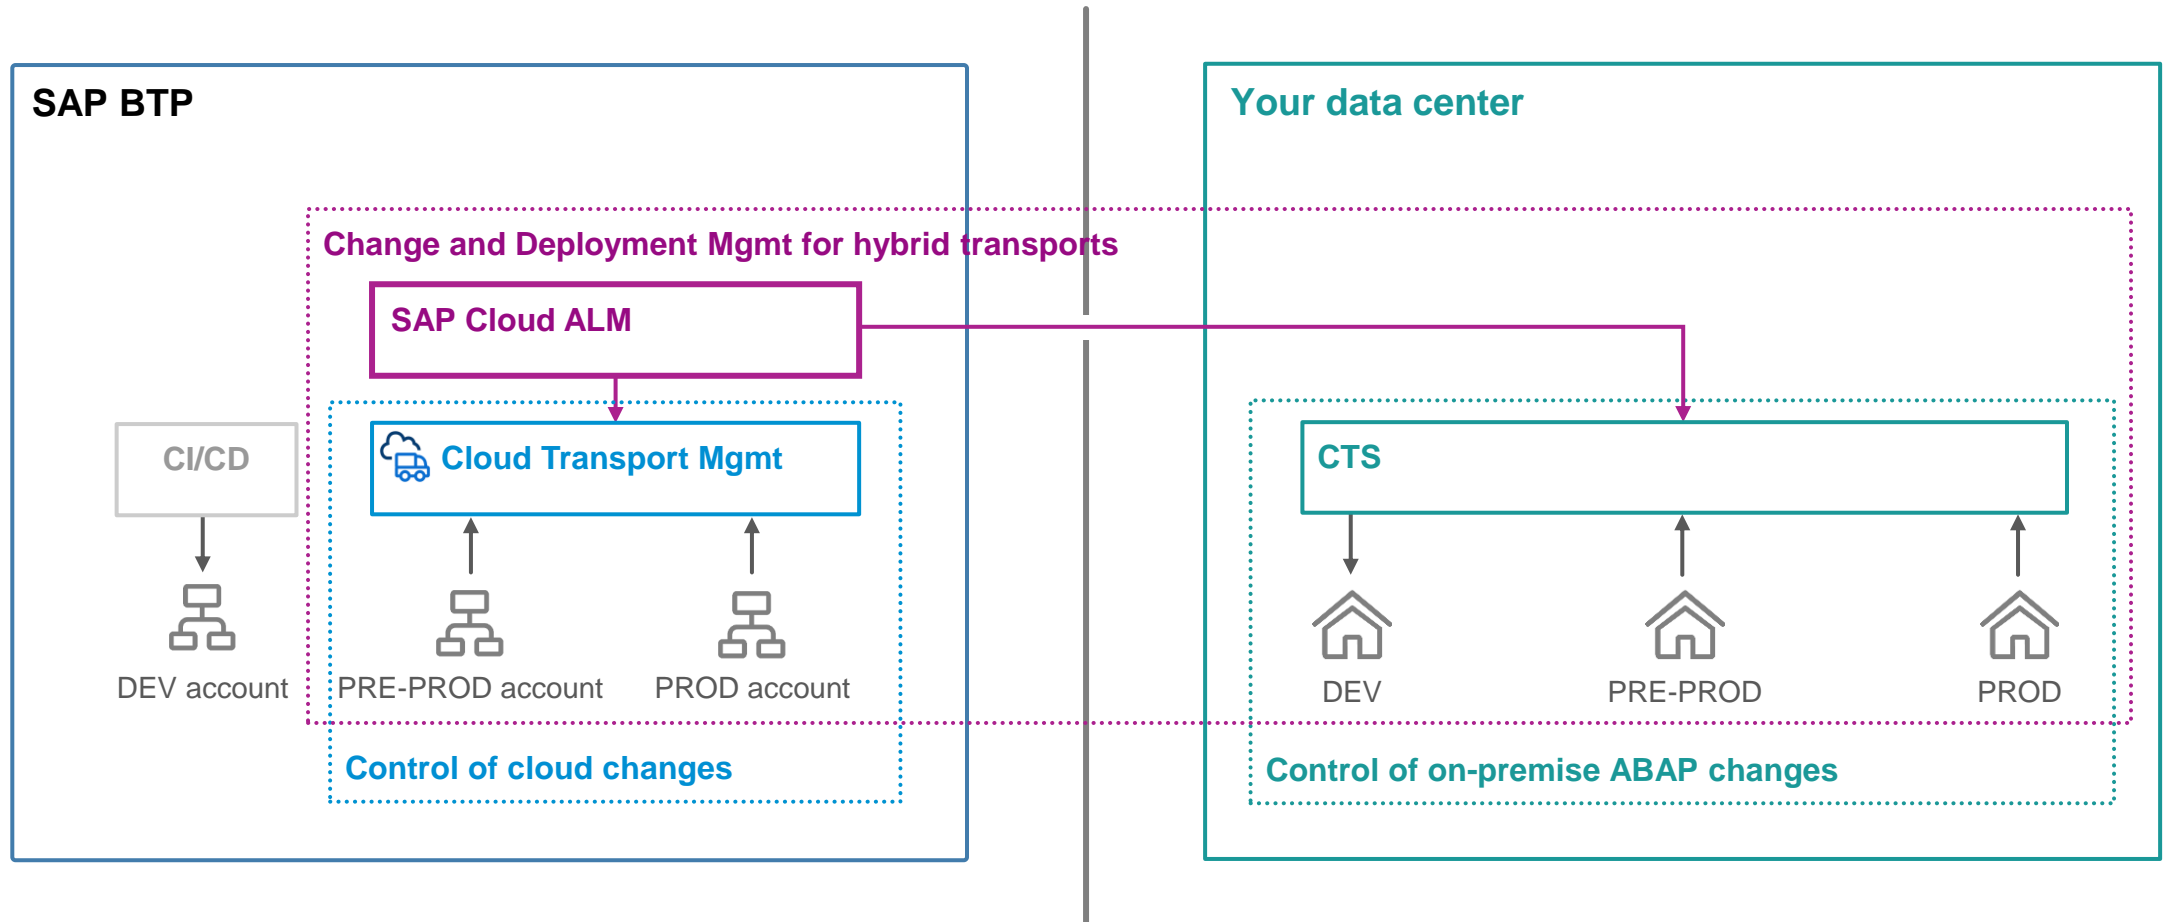 SAP BTP
Your data center
Change and Deployment Mgmt for hybrid transports
SAP Cloud ALM
CI/CD
Cloud Transport Mgmt
CTS
DEV account
PRE-PROD account
PROD account
DEV
PRE-PROD
PROD
Control of cloud changes
Control of on-premise ABAP changes